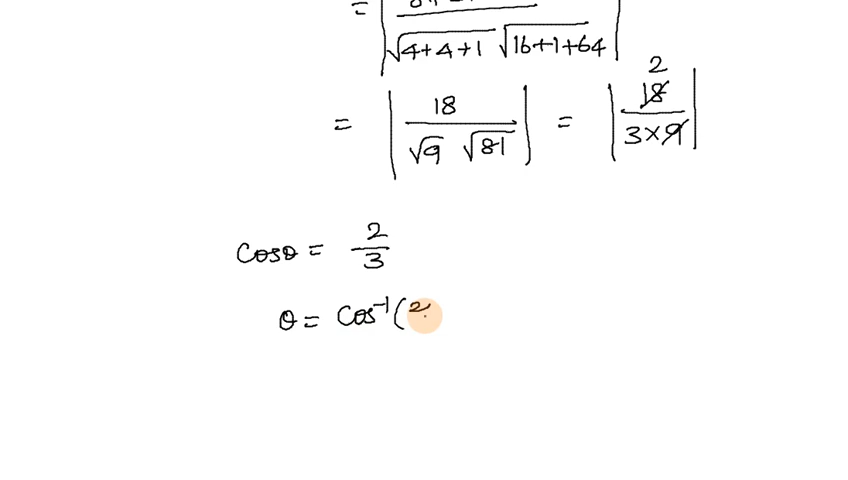 =
√4+4+1 √16+1+64
= | 18 / √9 √81 | = | 2 18 / 3×9 |
cosθ = 2/3
θ = cos⁻¹(2